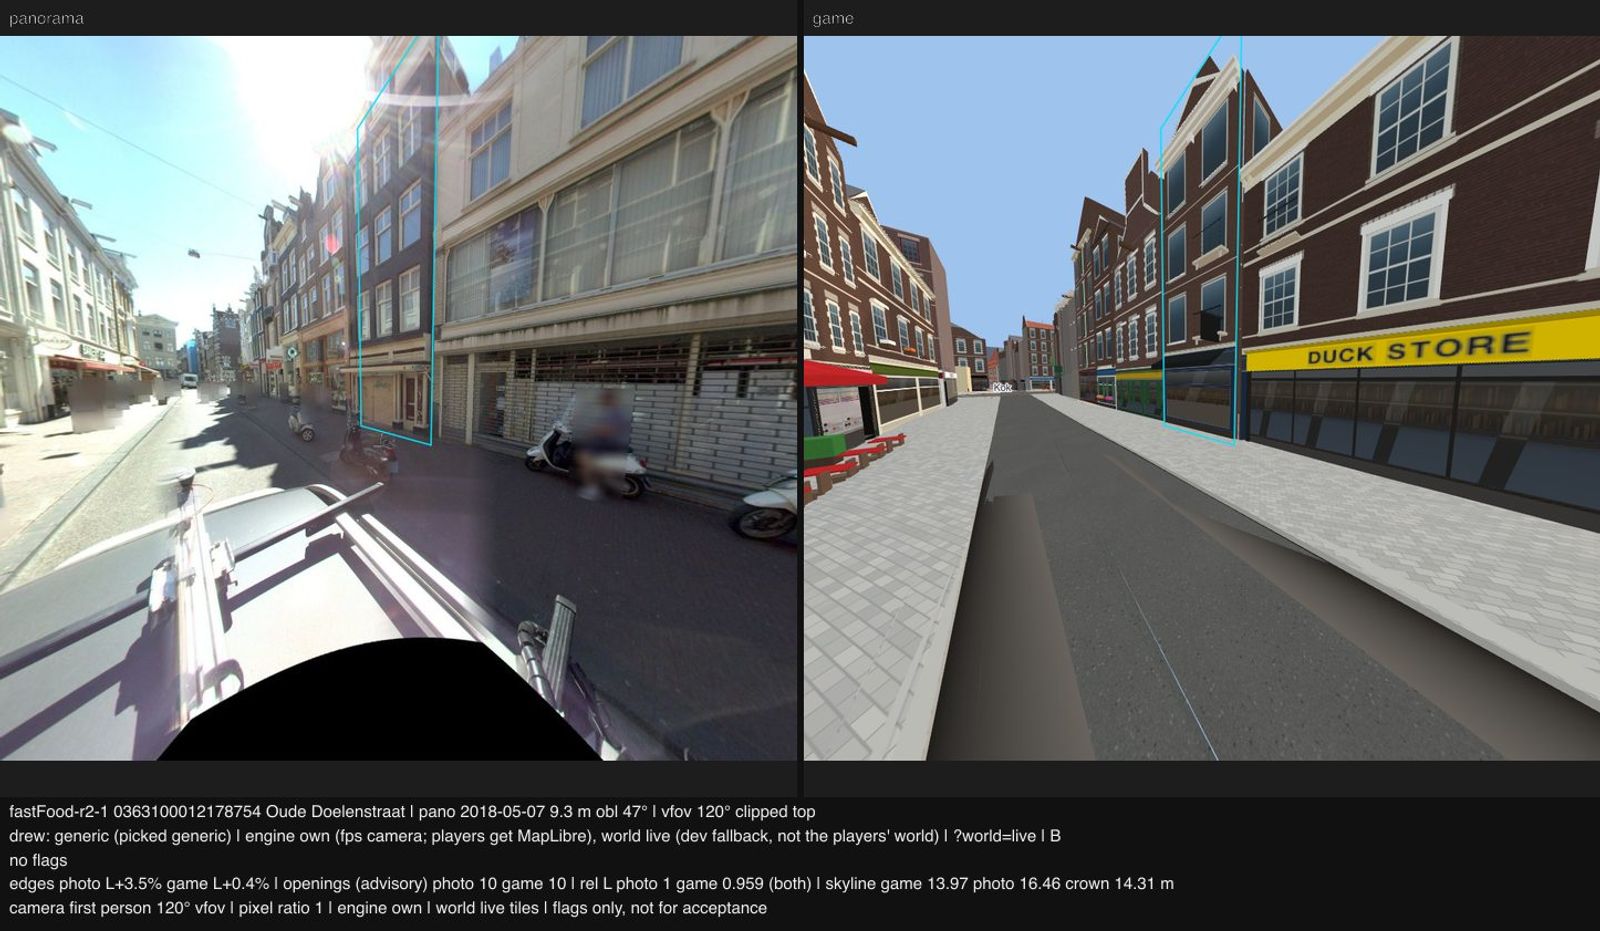 panorama
game
DUCK STORE
Kok
fastFood-r2-1 0363100012178754 Oude Doelenstraat | pano 2018-05-07 9.3 m obl 47° | vfov 120° clipped top
drew: generic (picked generic) | engine own (fps camera; players get MapLibre), world live (dev fallback, not the players' world) | ?world=live | B
no flags
edges photo L+3.5% game L+0.4% | openings (advisory) photo 10 game 10 | rel L photo 1 game 0.959 (both) | skyline game 13.97 photo 16.46 crown 14.31 m
camera first person 120° vfov | pixel ratio 1 | engine own | world live tiles | flags only, not for acceptance